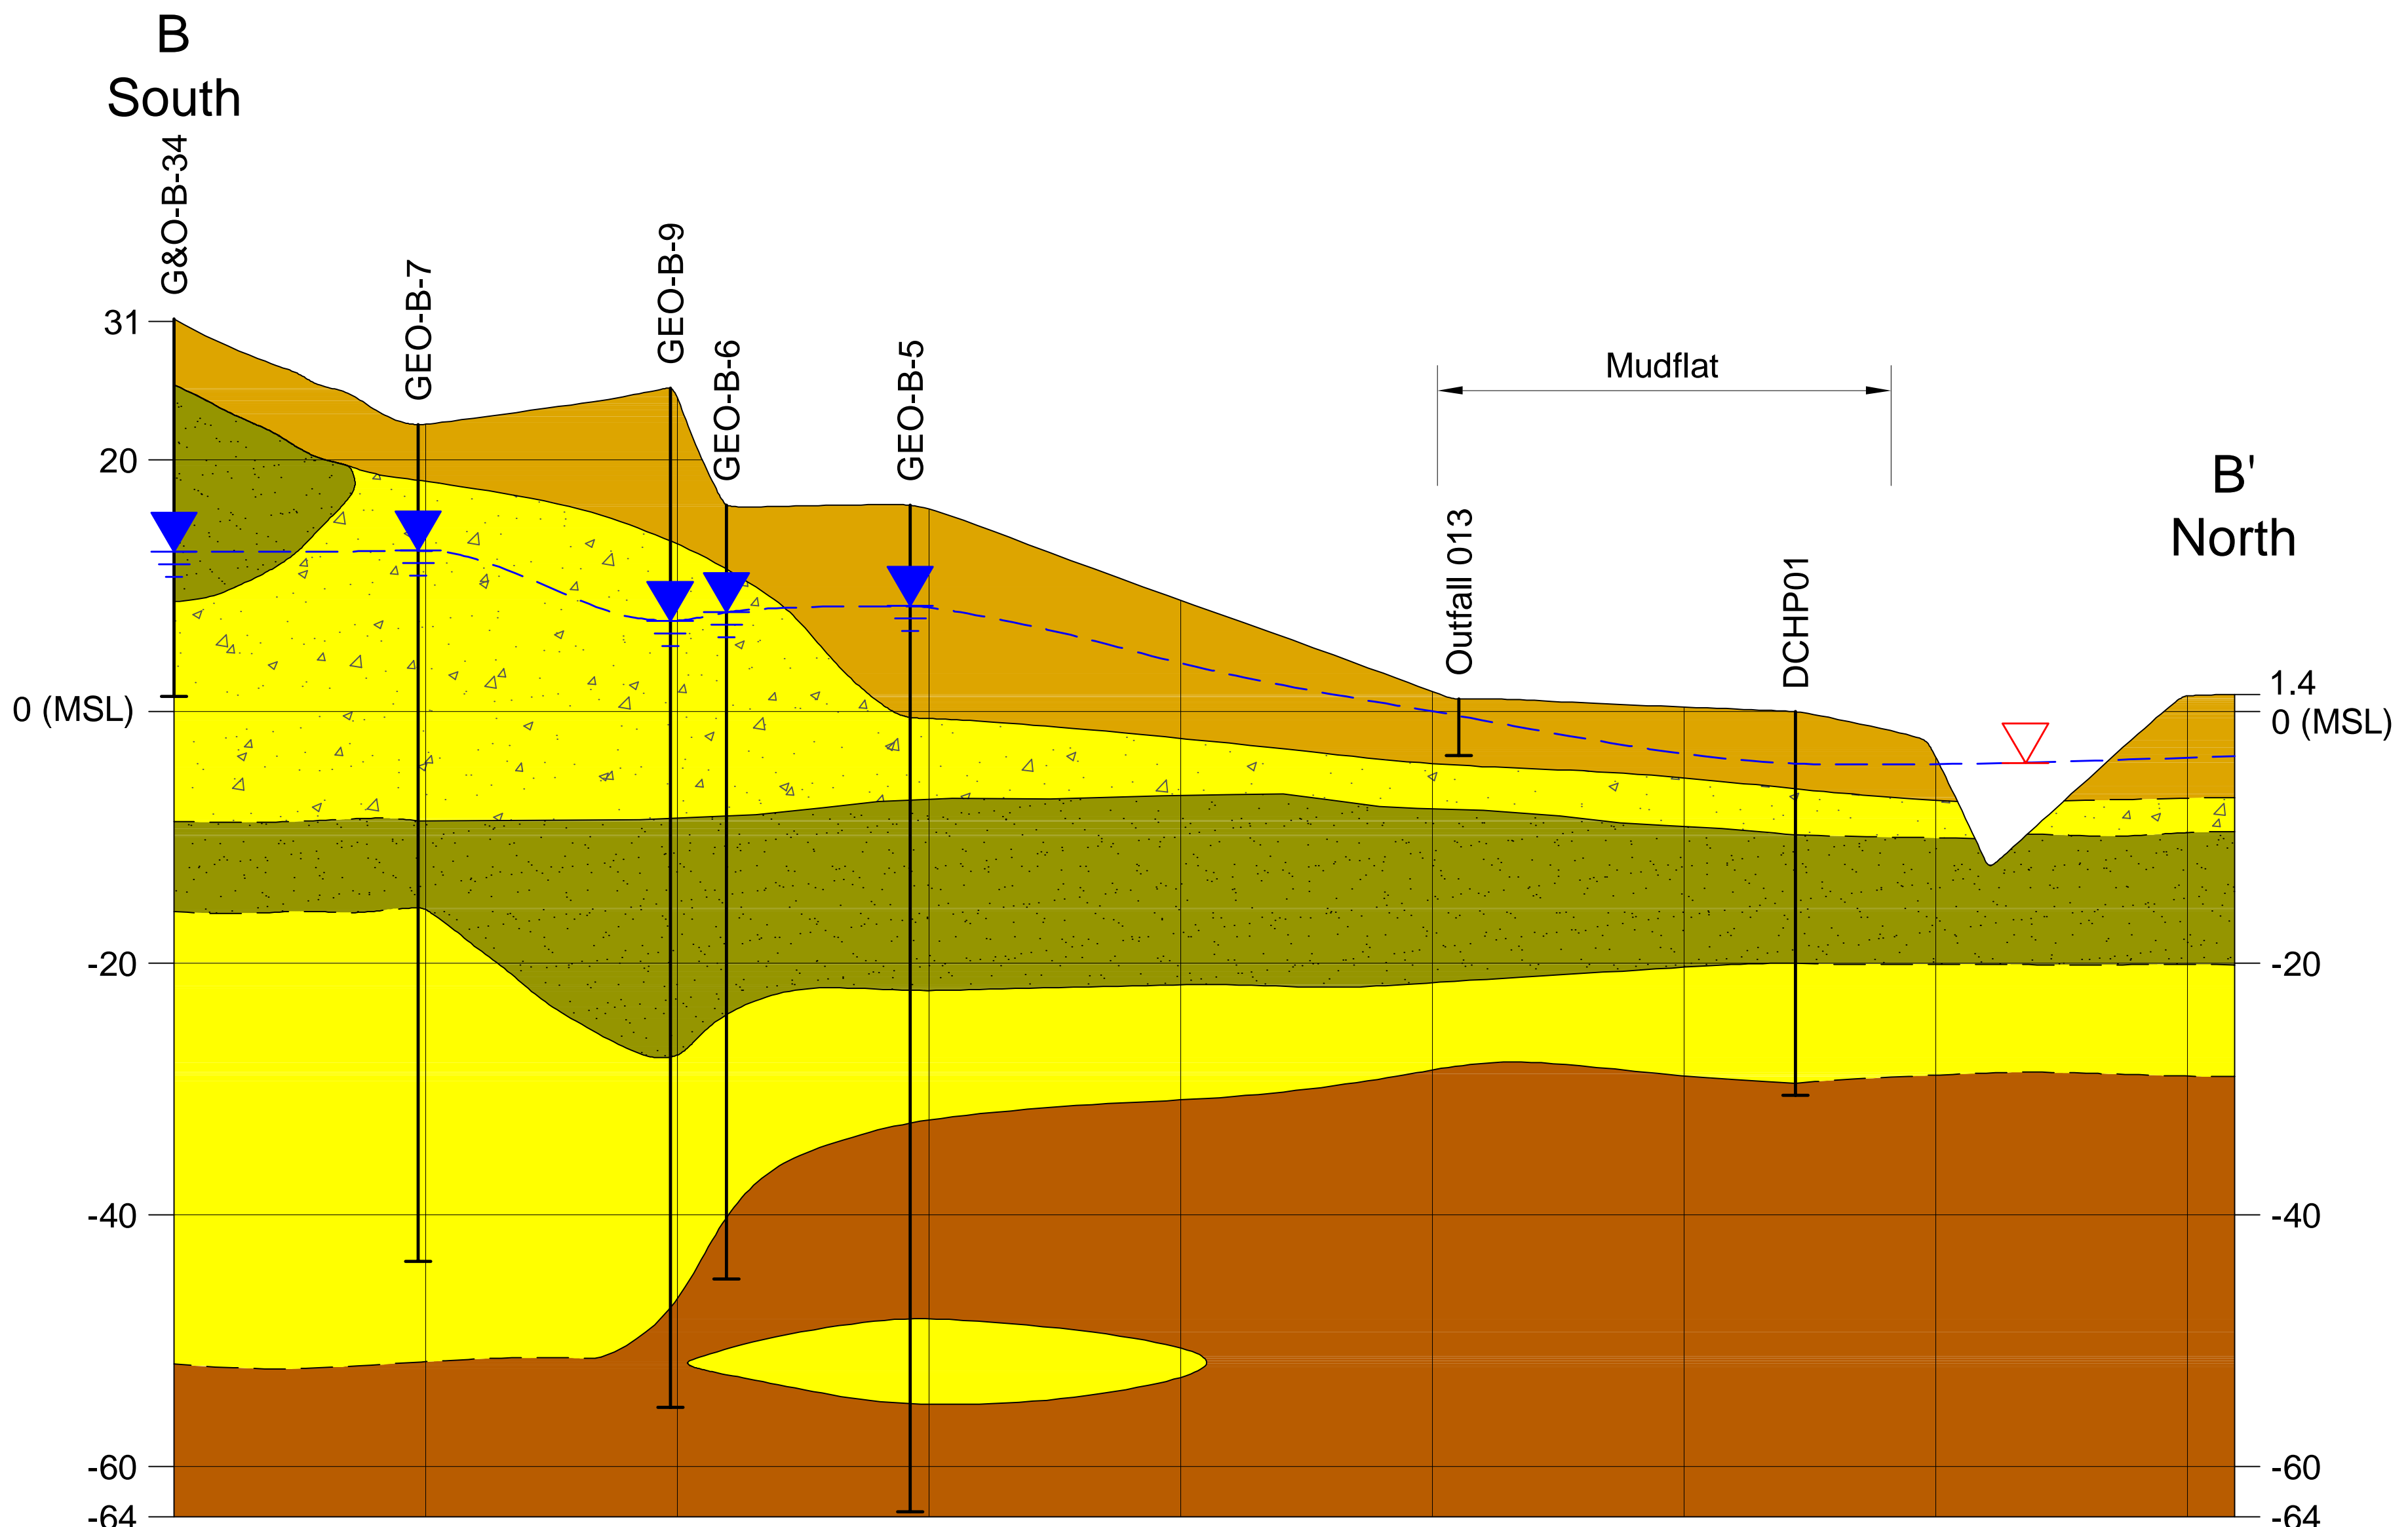 B
South
G&O-B-34
GEO-B-7
GEO-B-9
GEO-B-6
GEO-B-5
Mudflat
Outfall 013
DCHP01
B'
North
31
20
0 (MSL)
-20
-40
-60
-64
1.4
0 (MSL)
-20
-40
-60
-64